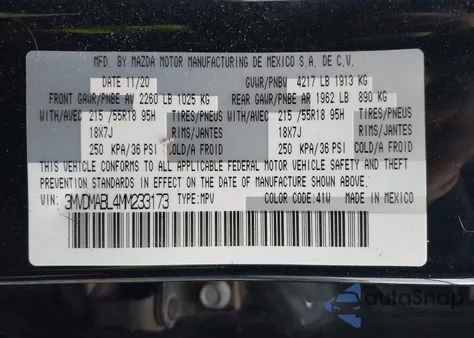 MFD. BY MAZDA MOTOR MANUFACTURING DE MEXICO S.A. DE C.V.
DATE 11/20 GVWR/PNBV 4217 LB 1913 KG
FRONT GAWR/PNBE AV 2260 LB 1025 KG REAR GAWR/PNBE AR 1962 LB 890 KG
WITH/AVEC 215 /55R18 95H TIRES/PNEUS WITH/AVEC 215 /55R18 95H TIRES/PNEUS
18X7J RIMS/JANTES 18X7J RIMS/JANTES
250 KPA/36 PSI COLD/A FROID 250 KPA/36 PSI COLD/A FROID
THIS VEHICLE CONFORMS TO ALL APPLICABLE FEDERAL MOTOR VEHICLE SAFETY AND THEFT
PREVENTION STANDARDS IN EFFECT ON THE DATE OF MANUFACTURE SHOWN ABOVE.
VIN: 3MVDMABL4MM233173 TYPE:MPV COLOR CODE: 41W MADE IN MEXICO
autoSnap